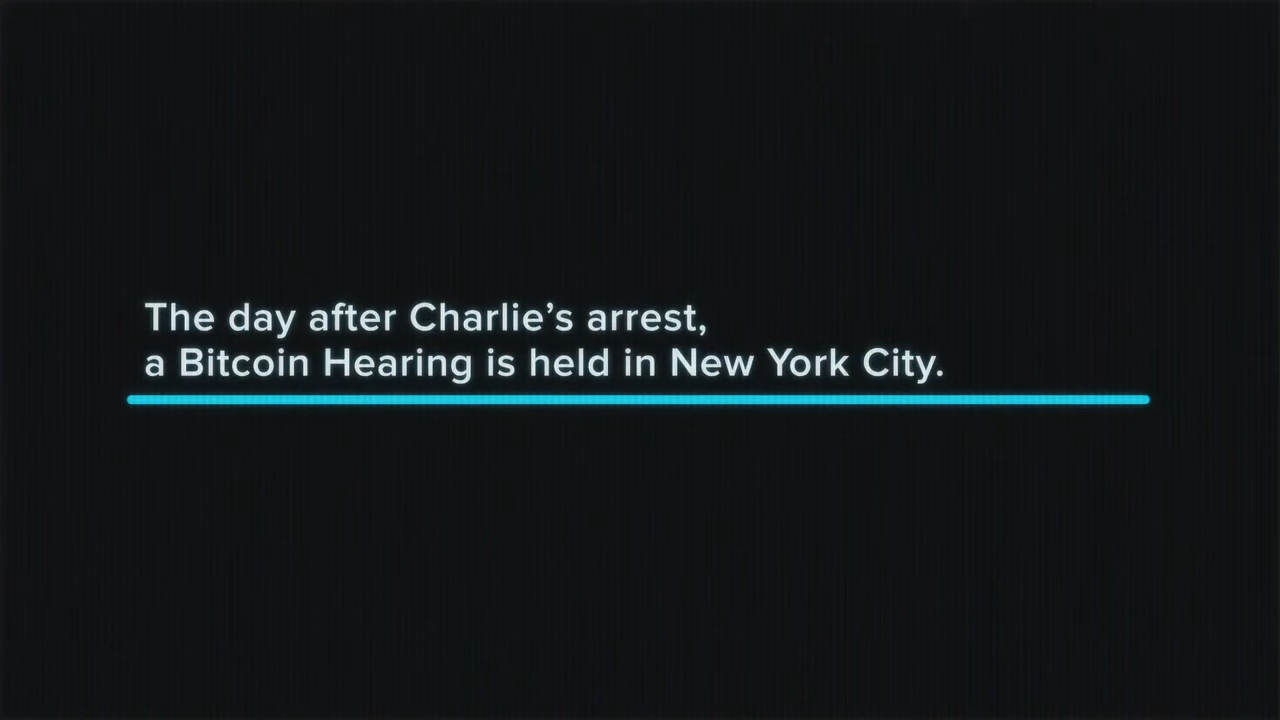 The day after Charlie’s arrest,
a Bitcoin Hearing is held in New York City.